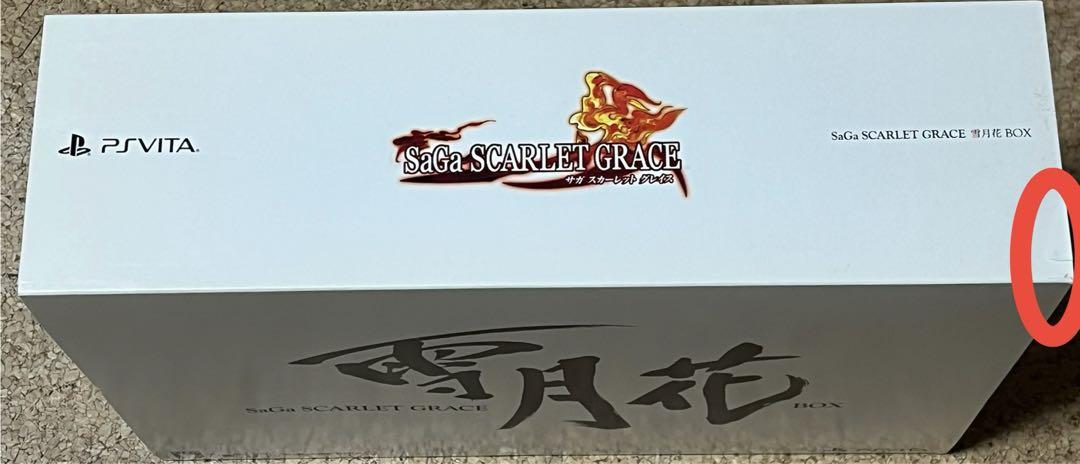 PSVITA
SaGa SCARLET GRACE
サガ スカーレット グレイス
SaGa SCARLET GRACE 雪月花 BOX
雪月花
SaGa SCARLET GRACE
BOX